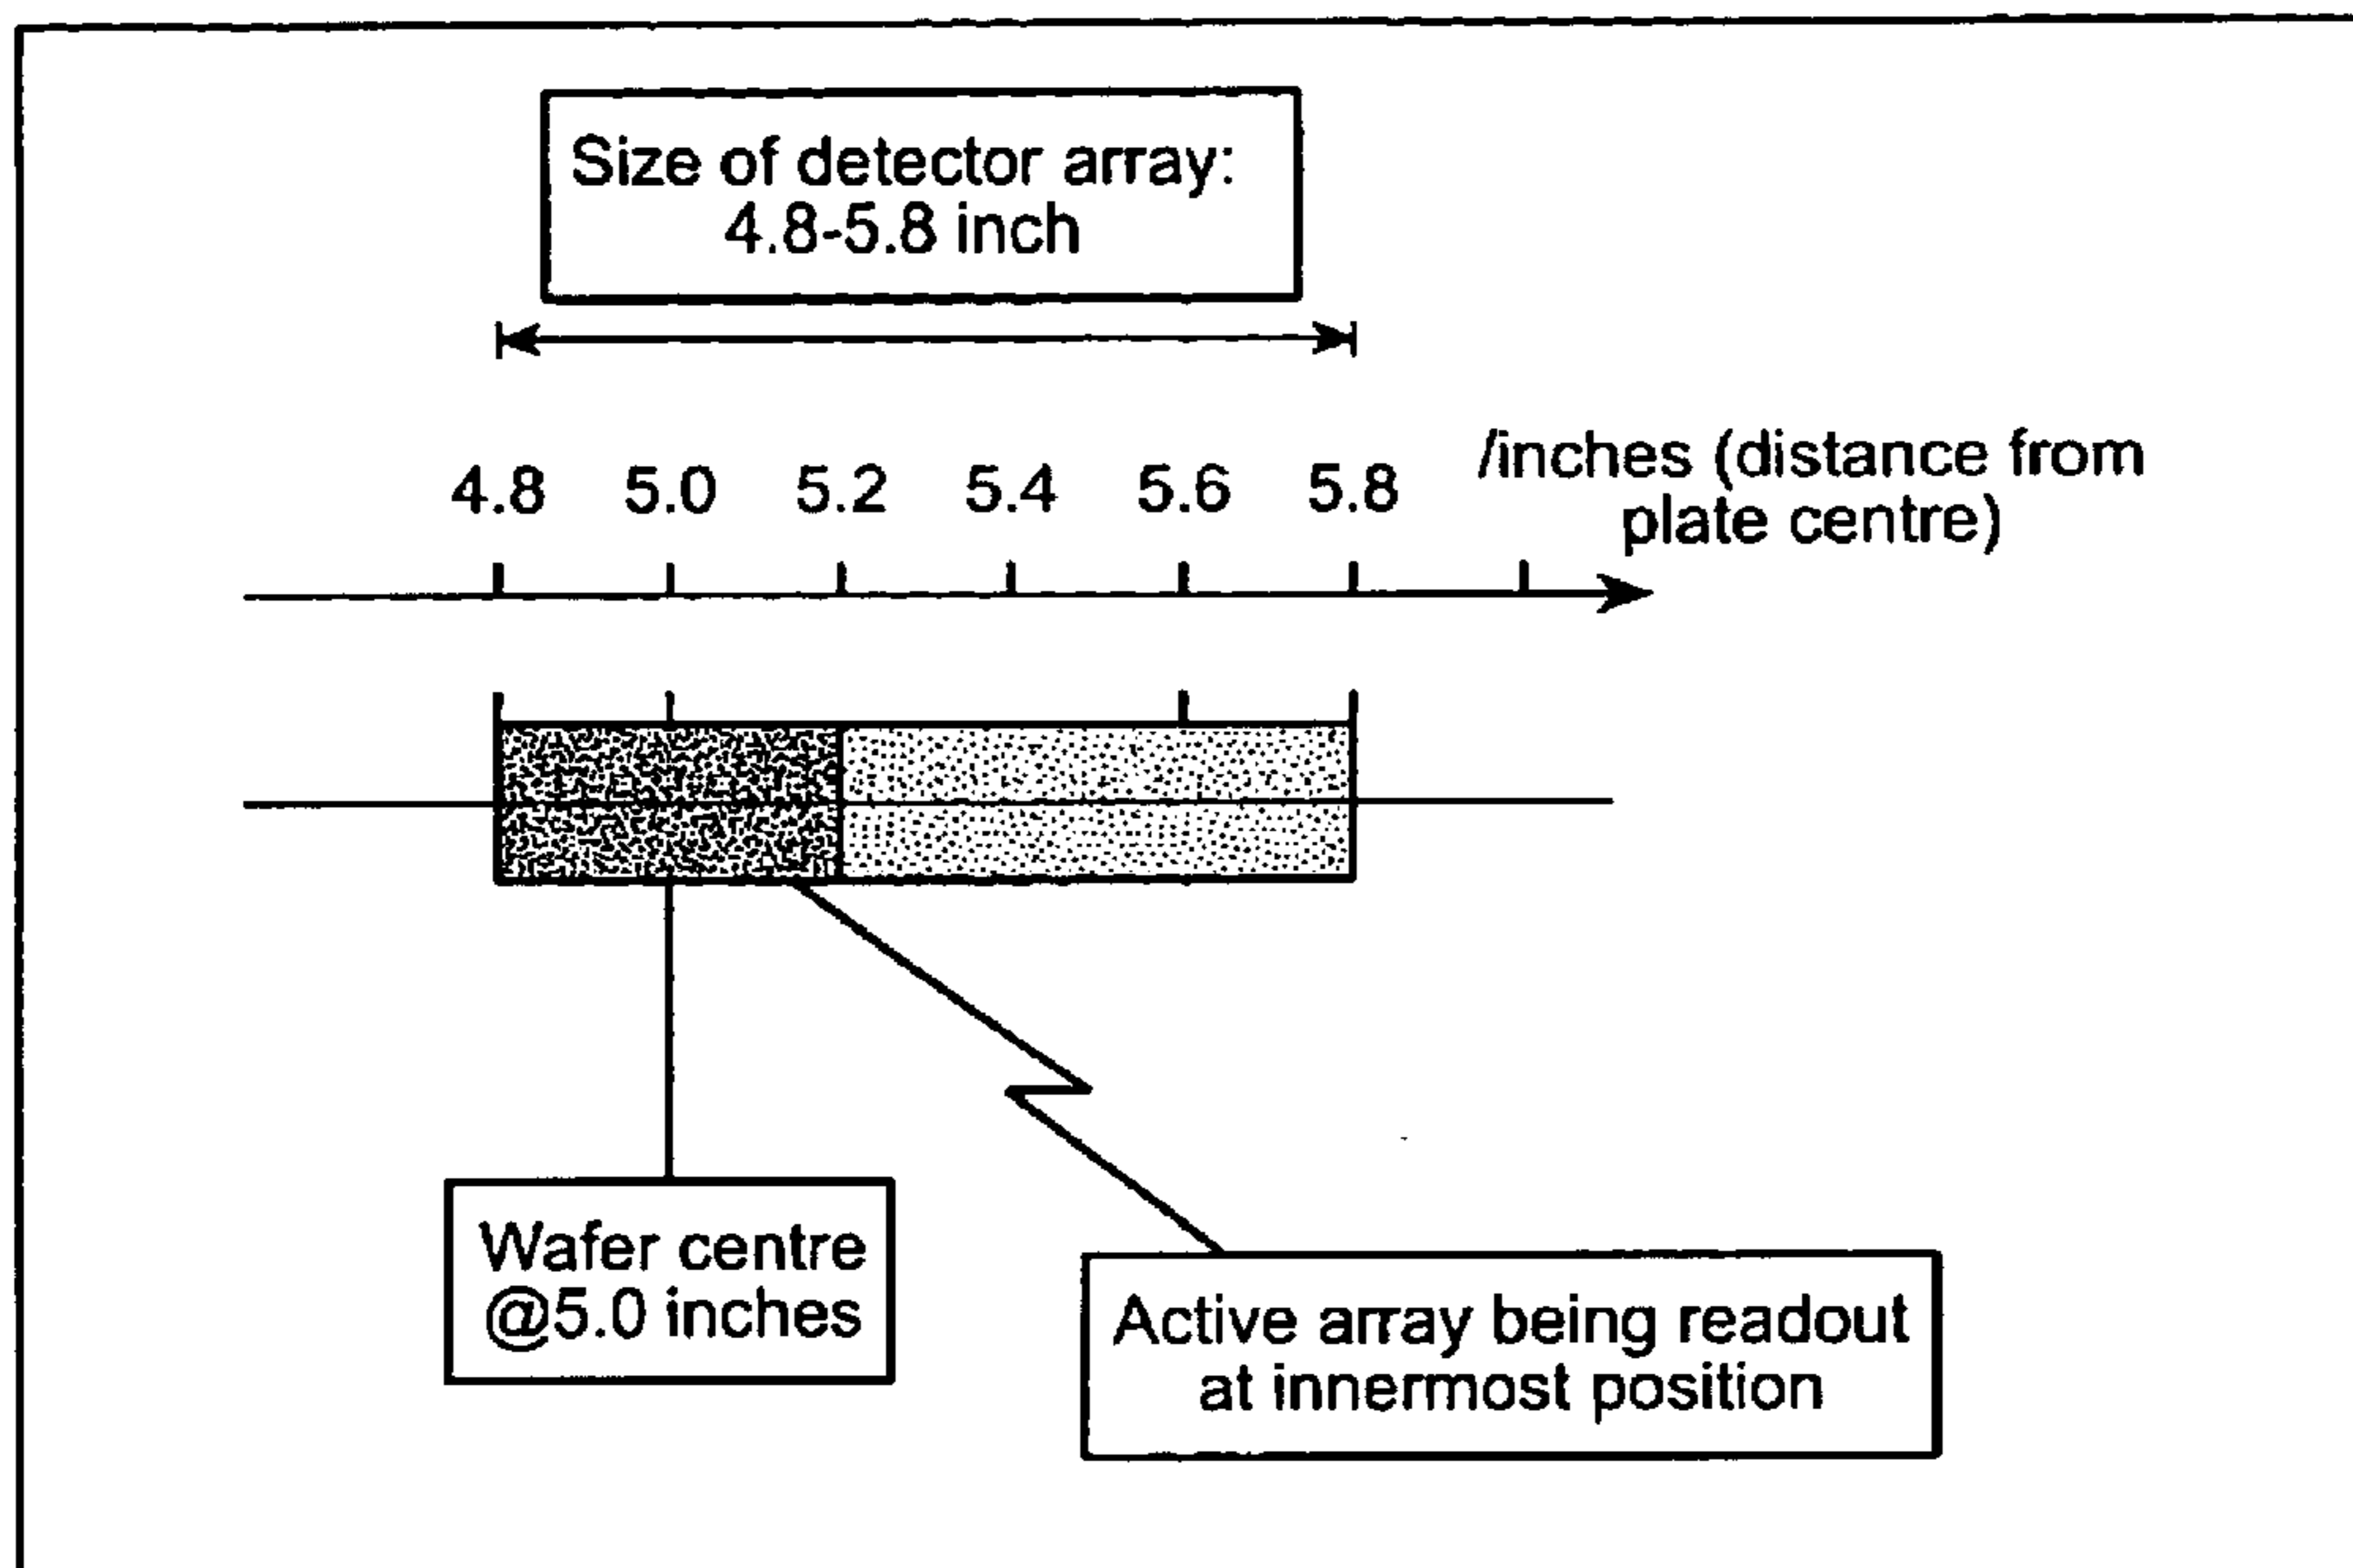 Size of detector array:
4.8-5.8 inch
4.8 5.0 5.2 5.4 5.6 5.8
/inches (distance from
plate centre)
Wafer centre
@5.0 inches
Active array being readout
at innermost position